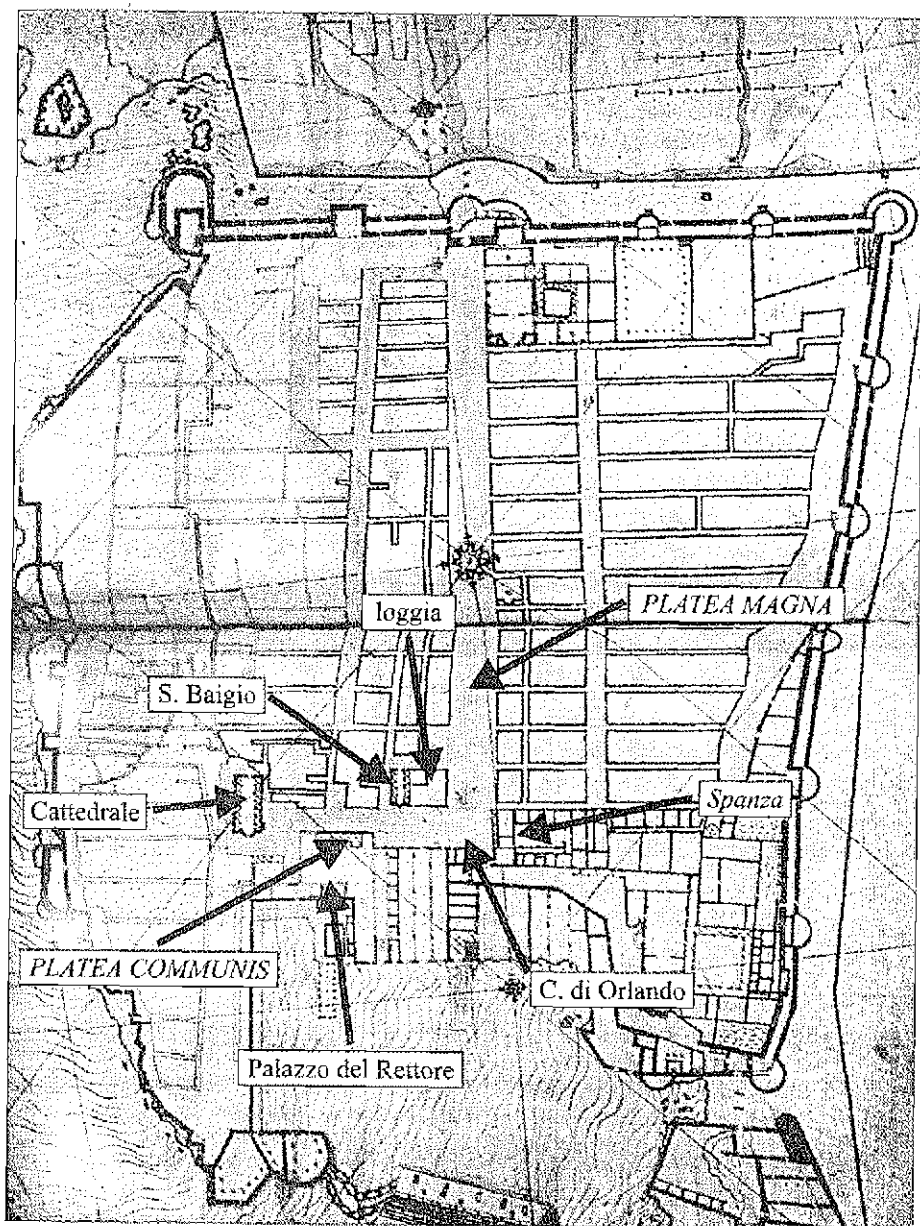 loggia
PLATEA MAGNA
S. Baigio
Cattedrale
Spanza
PLATEA COMMUNIS
C. di Orlando
Palazzo del Rettore